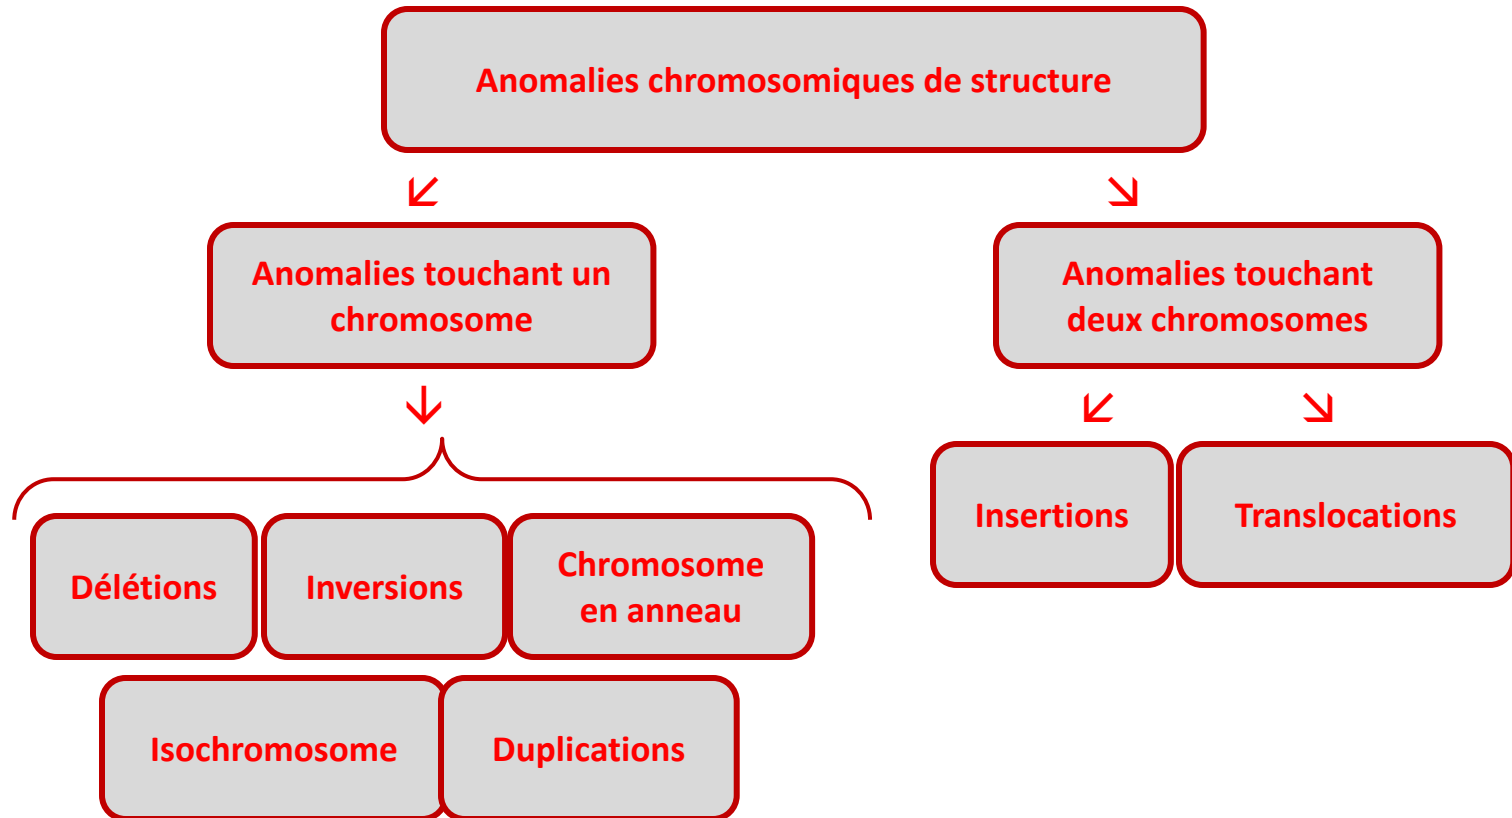 Anomalies chromosomiques de structure
Anomalies touchant un
chromosome
Anomalies touchant
deux chromosomes
Délétions
Inversions
Chromosome
en anneau
Isochromosome
Duplications
Insertions
Translocations